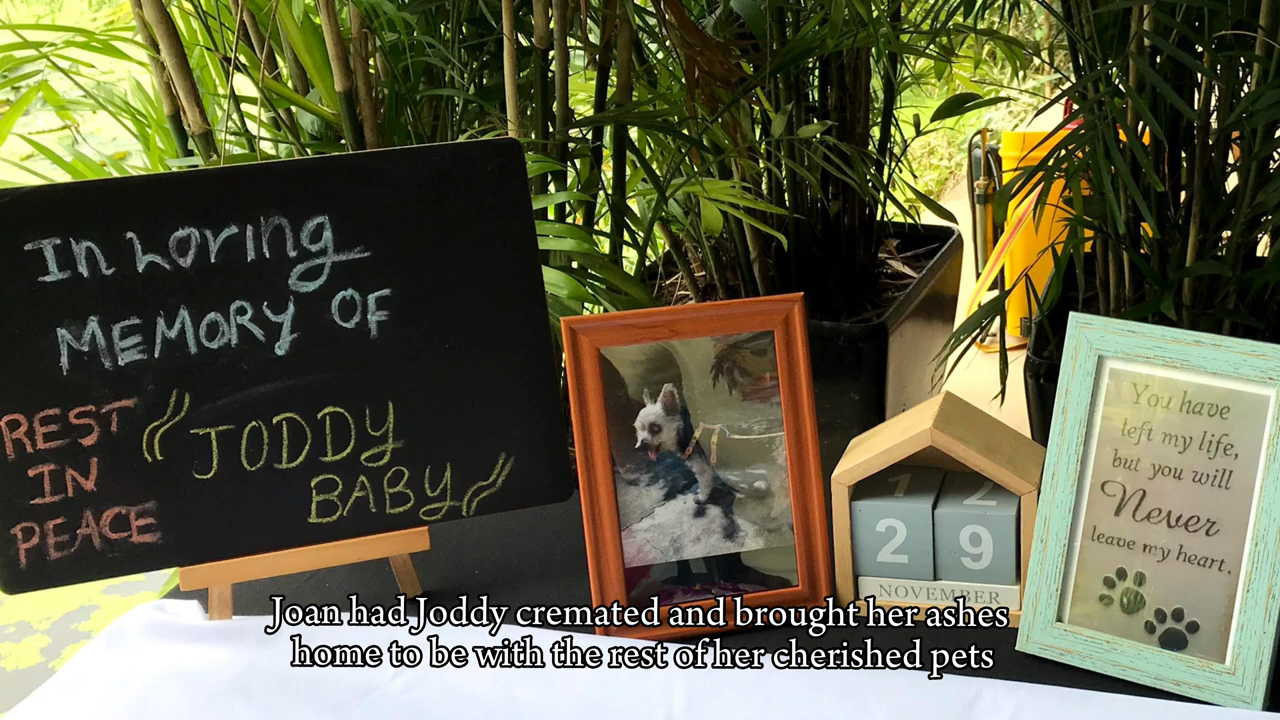 In Loving
MEMORY OF
REST
IN
PEACE
JODDY
BABY
1 2
2 9
NOVEMBER
You have
left my life,
but you will
Never
leave my heart.
Joan had Joddy cremated and brought her ashes
home to be with the rest of her cherished pets